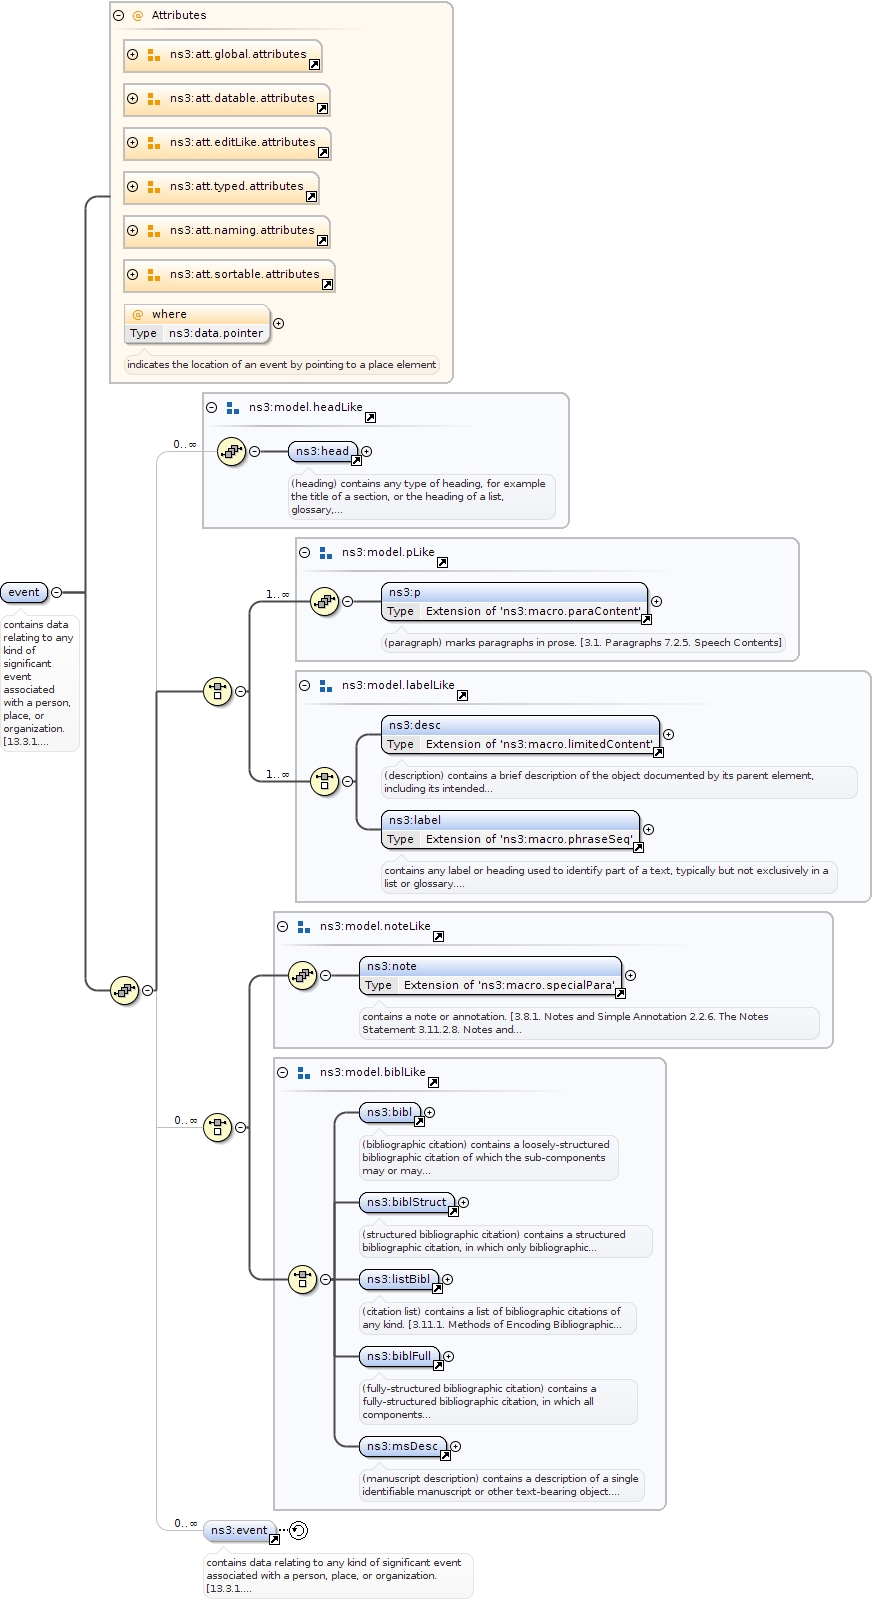 Attributes
ns3:att.global.attributes
ns3:att.datable.attributes
ns3:att.editLike.attributes
ns3:att.typed.attributes
ns3:att.naming.attributes
ns3:att.sortable.attributes
@ where
Type ns3:data.pointer
indicates the location of an event by pointing to a place element
ns3:model.headLike
0..∞
ns3:head
(heading) contains any type of heading, for example
the title of a section, or the heading of a list,
glossary,...
ns3:model.pLike
1..∞
ns3:p
Type Extension of 'ns3:macro.paraContent'
(paragraph) marks paragraphs in prose. [3.1. Paragraphs 7.2.5. Speech Contents]
event
contains data
relating to any
kind of
significant
event
associated
with a person,
place, or
organization.
[13.3.1....
ns3:model.labelLike
ns3:desc
Type Extension of 'ns3:macro.limitedContent'
1..∞
(description) contains a brief description of the object documented by its parent element,
including its intended...
ns3:label
Type Extension of 'ns3:macro.phraseSeq'
contains any label or heading used to identify part of a text, typically but not exclusively in a
list or glossary....
ns3:model.noteLike
ns3:note
Type Extension of 'ns3:macro.specialPara'
contains a note or annotation. [3.8.1. Notes and Simple Annotation 2.2.6. The Notes
Statement 3.11.2.8. Notes and...
ns3:model.biblLike
0..∞
ns3:bibl
(bibliographic citation) contains a loosely-structured
bibliographic citation of which the sub-components
may or may...
ns3:biblStruct
(structured bibliographic citation) contains a structured
bibliographic citation, in which only bibliographic...
ns3:listBibl
(citation list) contains a list of bibliographic citations of
any kind. [3.11.1. Methods of Encoding Bibliographic...
ns3:biblFull
(fully-structured bibliographic citation) contains a
fully-structured bibliographic citation, in which all
components...
ns3:msDesc
(manuscript description) contains a description of a single
identifiable manuscript or other text-bearing object....
0..∞
ns3:event
contains data relating to any kind of significant event
associated with a person, place, or organization.
[13.3.1....